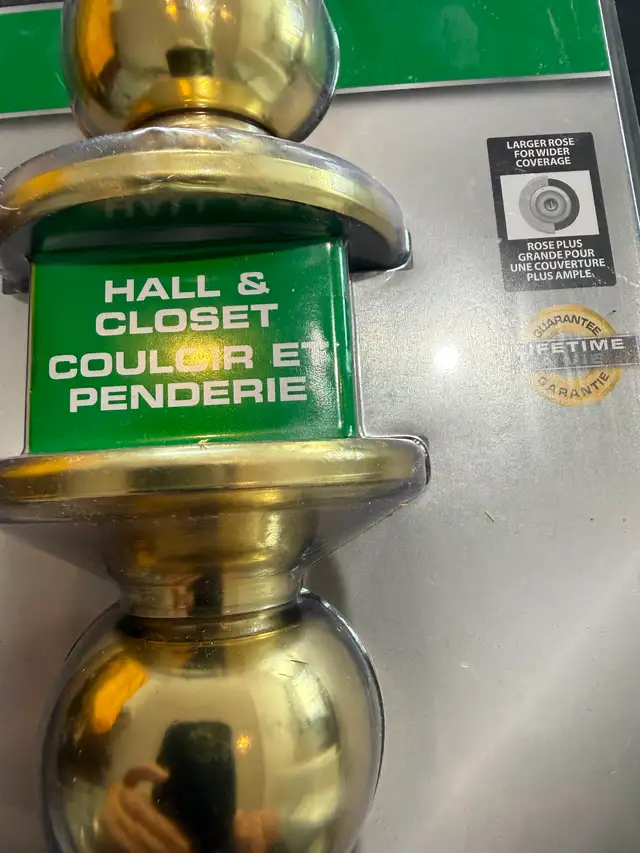 HALL &
CLOSET
COULOIR ET
PENDERIE
LARGER ROSE
FOR WIDER
COVERAGE
ROSE PLUS
GRANDE POUR
UNE COUVERTURE
PLUS AMPLE
GUARANTEE
LIFETIME
GARANTIE